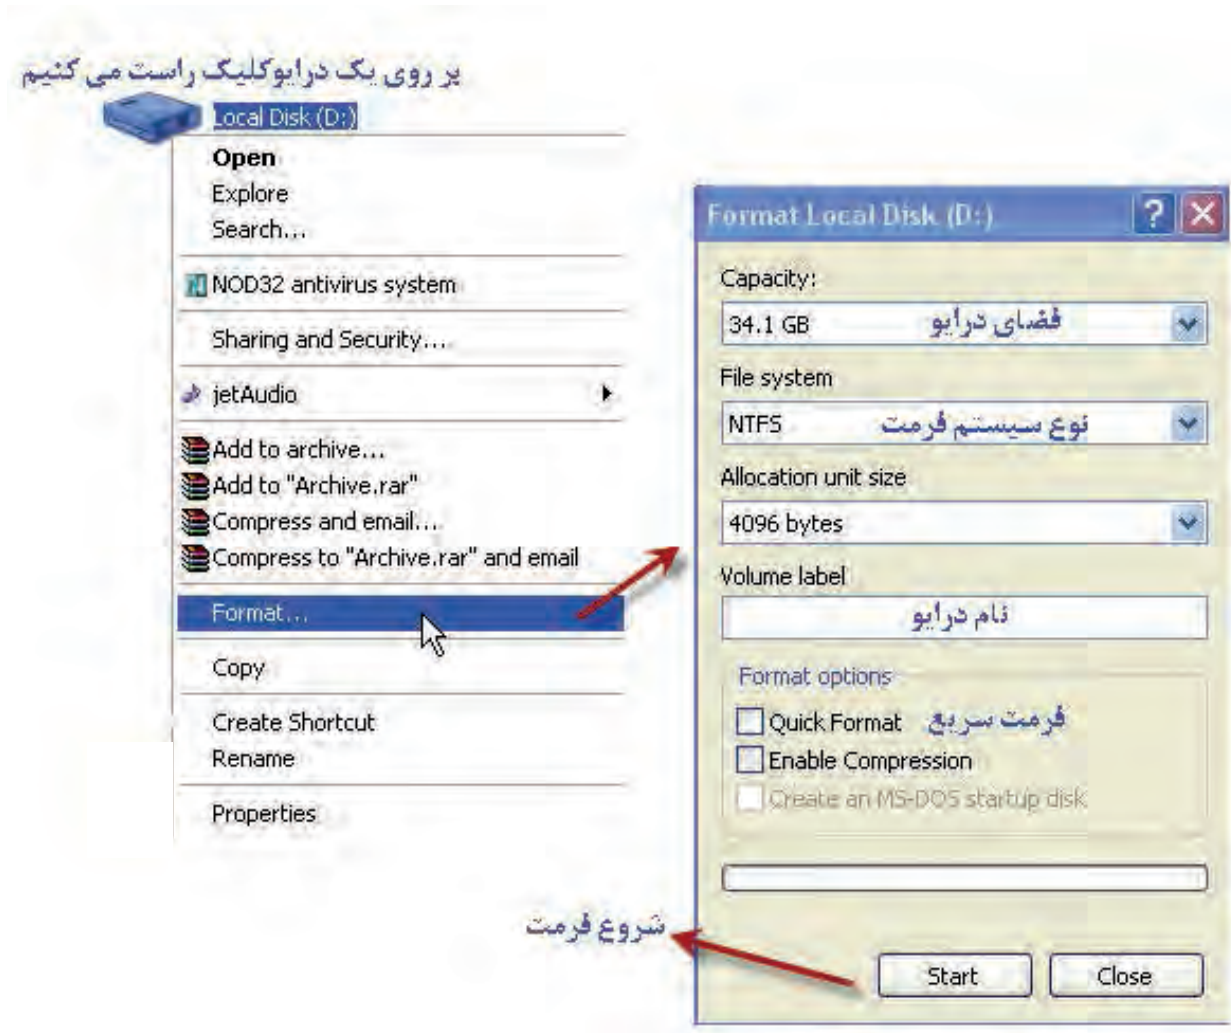 بر روی یک درایوکلیک راست می کنیم
Local Disk (D:)
Open
Explore
Search...
NOD32 antivirus system
Sharing and Security...
jetAudio
Add to archive...
Add to "Archive.rar"
Compress and email...
Compress to "Archive.rar" and email
Format...
Copy
Create Shortcut
Rename
Properties
Format Local Disk (D:)
Capacity:
34.1 GB فضای درایو
File system
NTFS نوع سیستم فرمت
Allocation unit size
4096 bytes
Volume label
نام درایو
Format options
Quick Format فرمت سریع
Enable Compression
Create an MS-DOS startup disk
شروع فرمت
Start Close